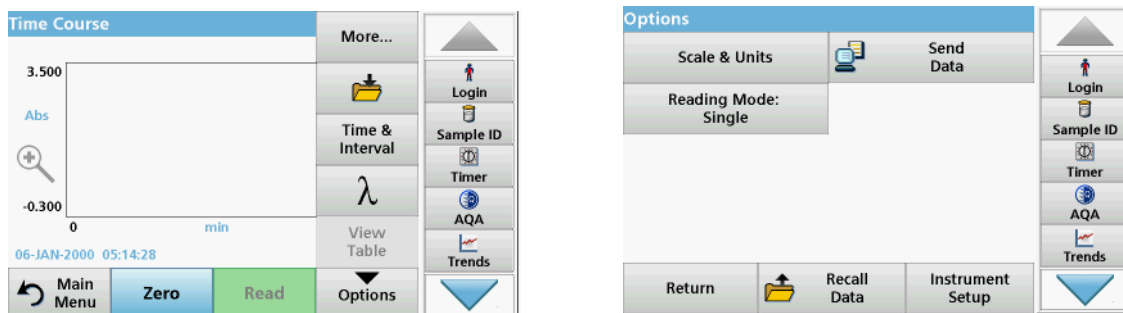 Time Course
More...
3.500
Abs
-0.300
0
min
06-JAN-2000 05:14:28
Time &
Interval
λ
View
Table
Main
Menu
Zero
Read
Options
Login
Sample ID
Timer
AQA
Trends
Options
Scale & Units
Send
Data
Reading Mode:
Single
Return
Recall
Data
Instrument
Setup
Login
Sample ID
Timer
AQA
Trends